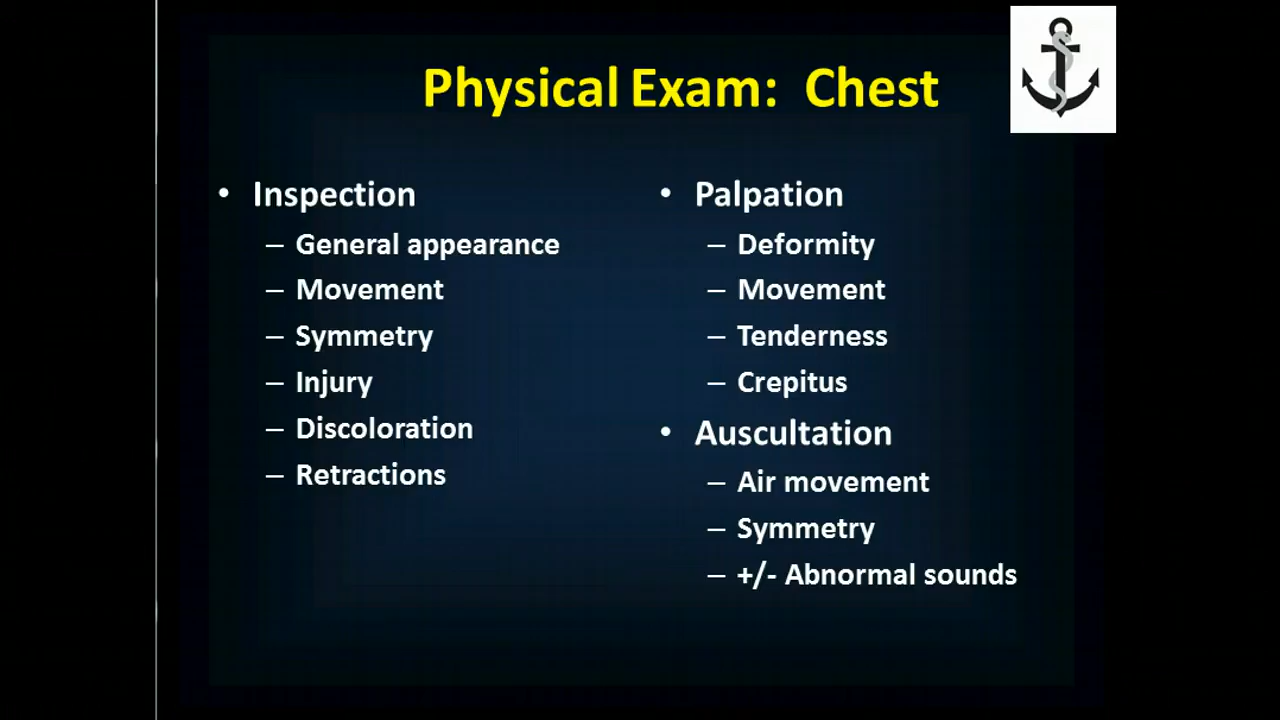 Physical Exam: Chest
• Inspection
– General appearance
– Movement
– Symmetry
– Injury
– Discoloration
– Retractions
• Palpation
– Deformity
– Movement
– Tenderness
– Crepitus
• Auscultation
– Air movement
– Symmetry
– +/- Abnormal sounds